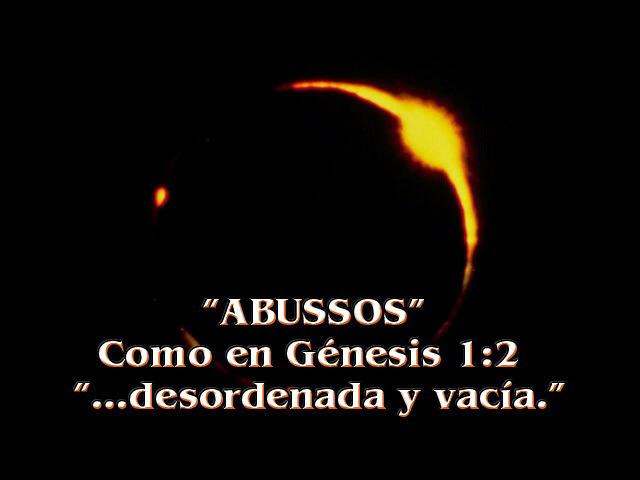 "ABUSSOS"
Como en Génesis 1:2
"...desordenada y vacía."